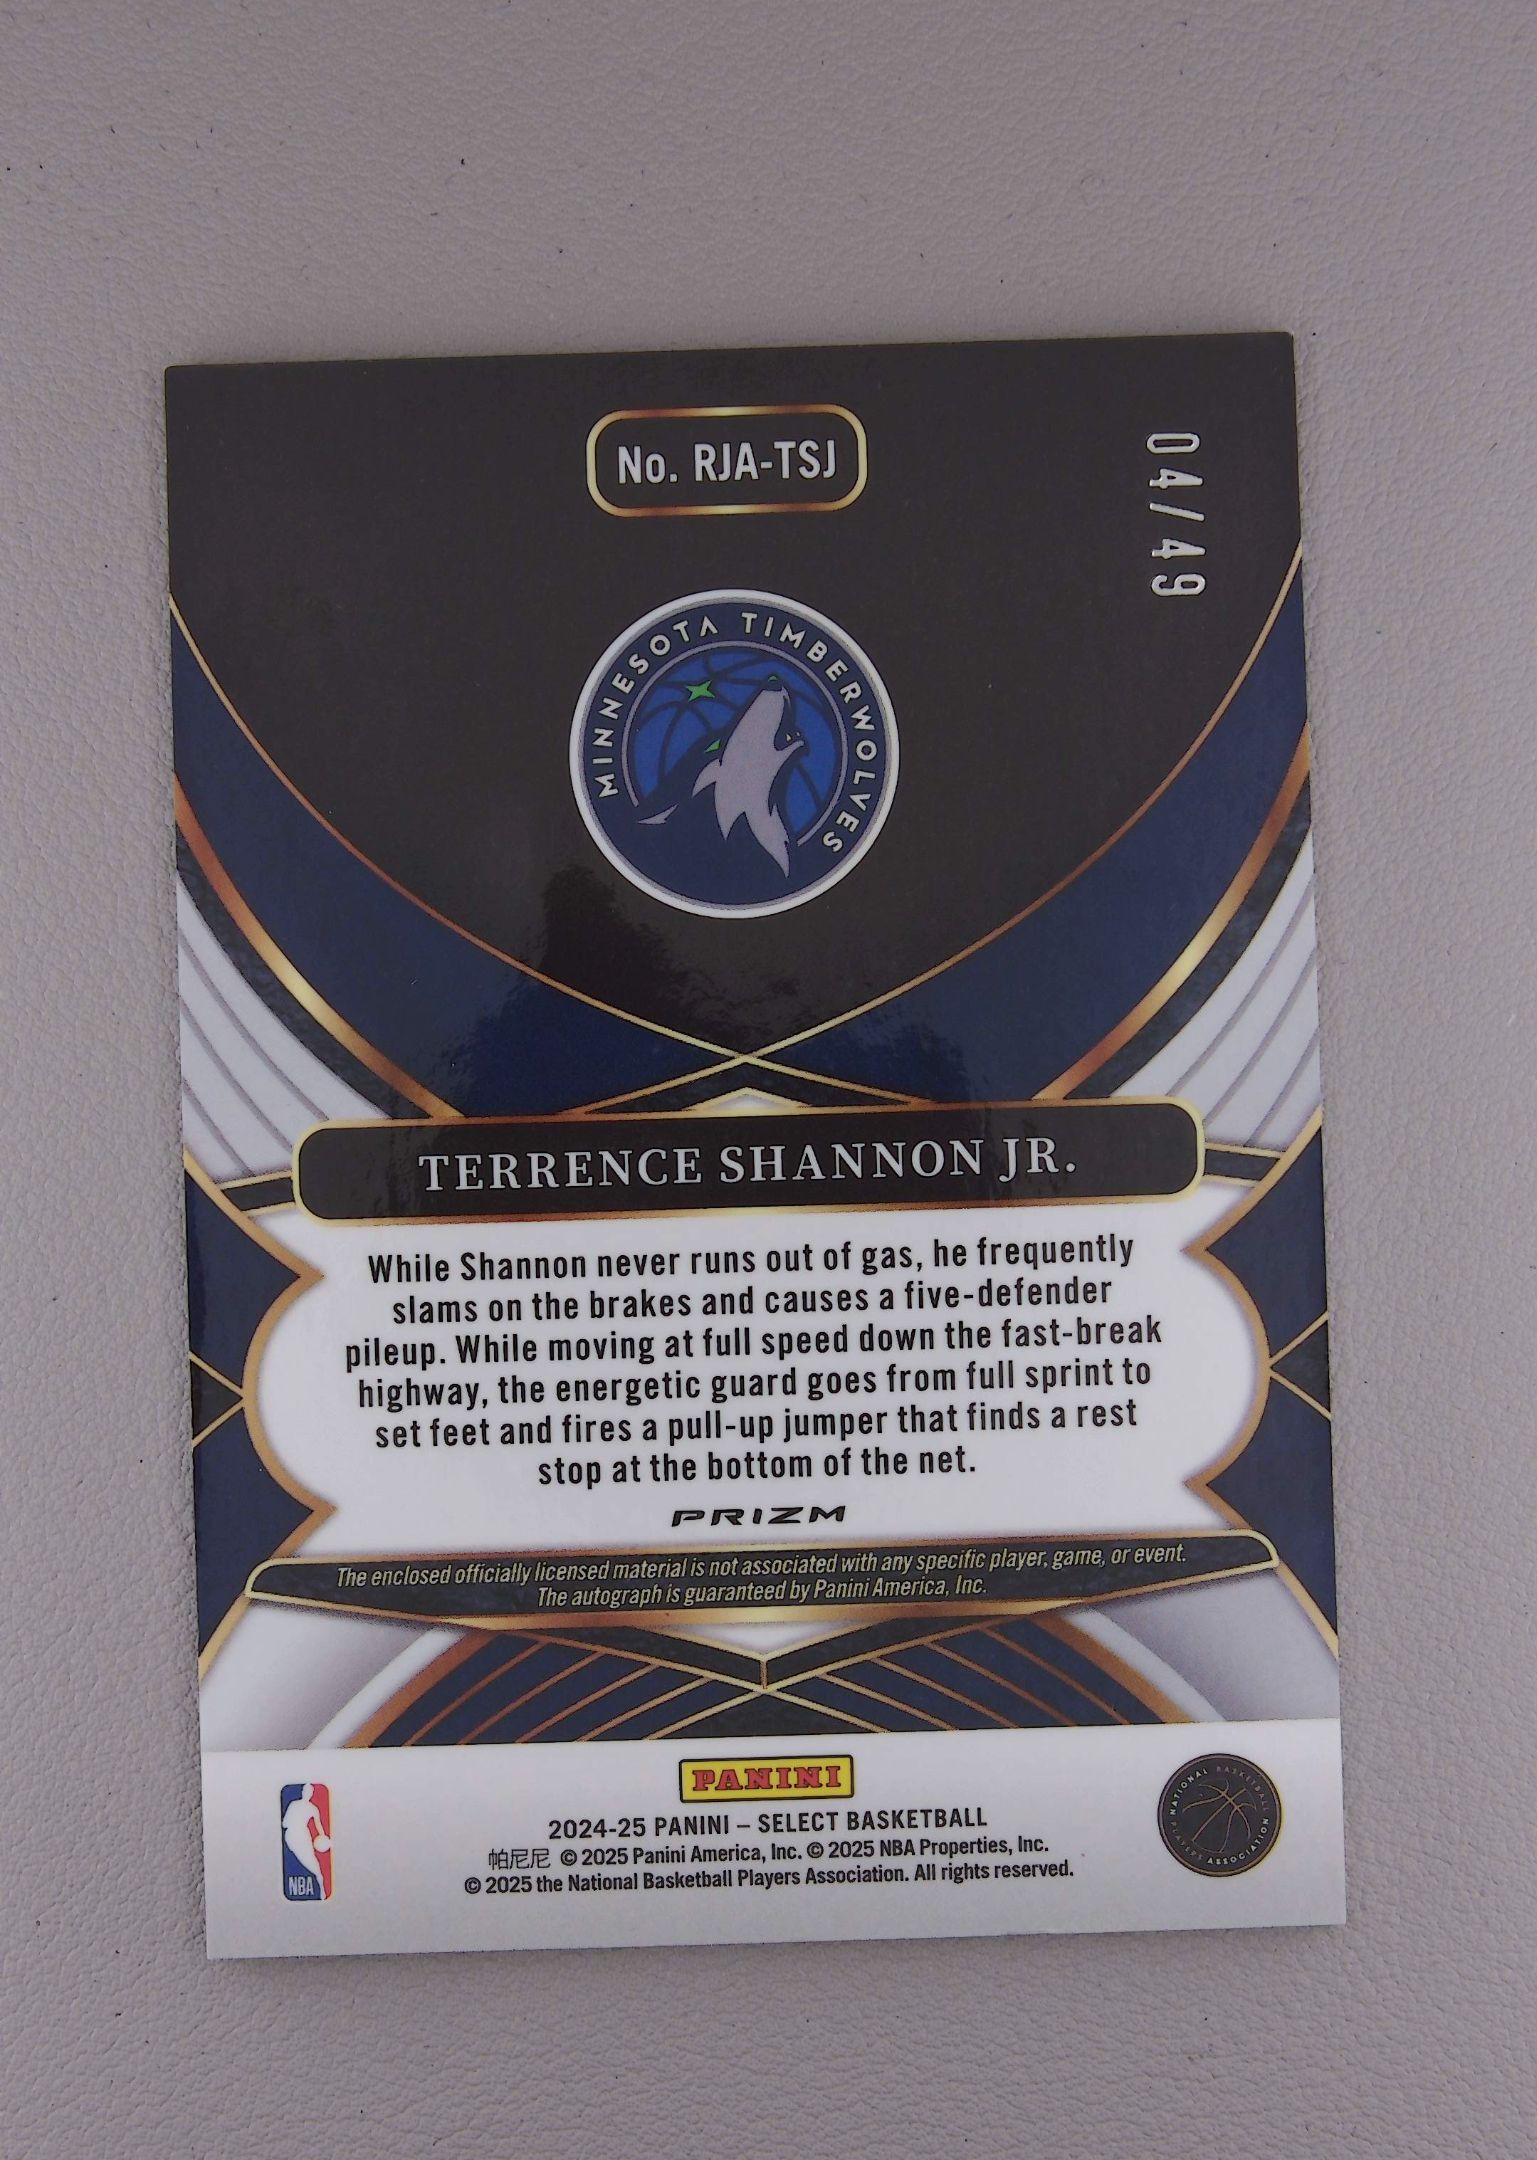 No. RJA-TSJ
04/49
MINNESOTA TIMBERWOLVES
TERRENCE SHANNON JR.
While Shannon never runs out of gas, he frequently
slams on the brakes and causes a five-defender
pileup. While moving at full speed down the fast-break
highway, the energetic guard goes from full sprint to
set feet and fires a pull-up jumper that finds a rest
stop at the bottom of the net.
PRIZM
The enclosed officially licensed material is not associated with any specific player, game, or event.
The autograph is guaranteed by Panini America, Inc.
PANINI
2024-25 PANINI – SELECT BASKETBALL
帕尼尼 © 2025 Panini America, Inc. © 2025 NBA Properties, Inc.
© 2025 the National Basketball Players Association. All rights reserved.
NBA
NATIONAL BASKETBALL PLAYERS ASSOCIATION